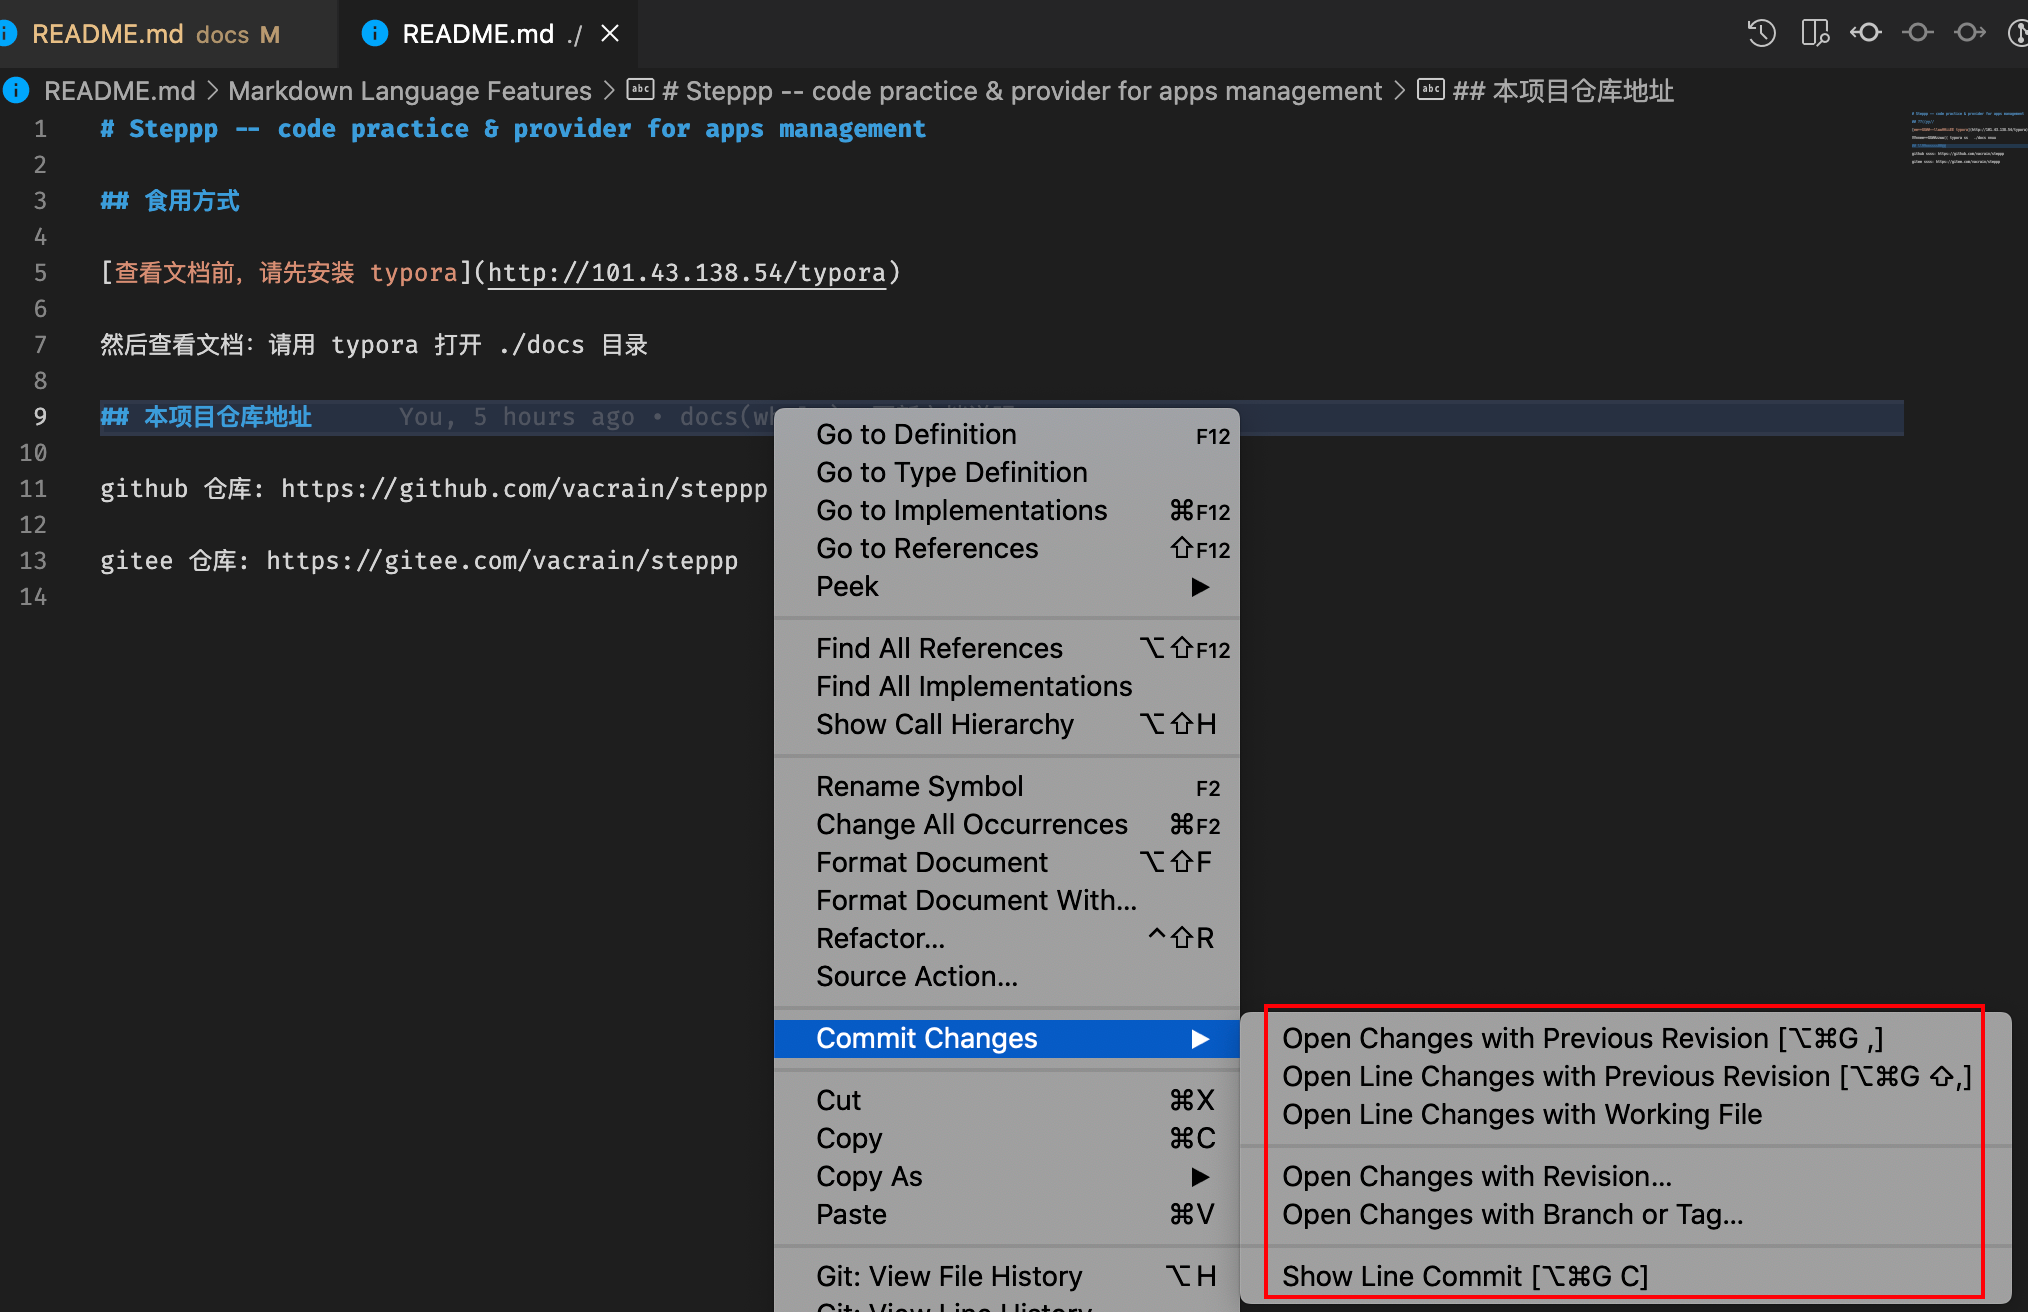 README.md docs M
README.md ./
README.md > Markdown Language Features > # Steppp -- code practice & provider for apps management > ## 本项目仓库地址
1 # Steppp -- code practice & provider for apps management
2
3 ## 食用方式
4
5 [查看文档前，请先安装 typora](http://101.43.138.54/typora)
6
7 然后查看文档：请用 typora 打开 ./docs 目录
8
9 ## 本项目仓库地址 You, 5 hours ago • docs(wh
10
11 github 仓库: https://github.com/vacrain/steppp
12
13 gitee 仓库: https://gitee.com/vacrain/steppp
14
Go to Definition F12
Go to Type Definition
Go to Implementations ⌘F12
Go to References ⇧F12
Peek ▶
Find All References ⌥⇧F12
Find All Implementations
Show Call Hierarchy ⌥⇧H
Rename Symbol F2
Change All Occurrences ⌘F2
Format Document ⌥⇧F
Format Document With...
Refactor... ^⇧R
Source Action...
Commit Changes ▶
Cut ⌘X
Copy ⌘C
Copy As ▶
Paste ⌘V
Git: View File History ⌥H
Git: View Line History
Open Changes with Previous Revision [⌥⌘G ,]
Open Line Changes with Previous Revision [⌥⌘G ⇧,]
Open Line Changes with Working File
Open Changes with Revision...
Open Changes with Branch or Tag...
Show Line Commit [⌥⌘G C]